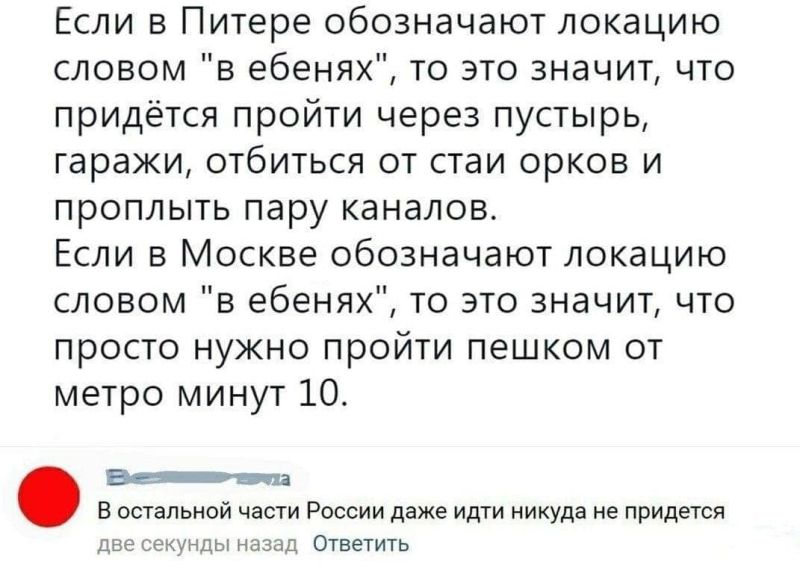 Если в Питере обозначают локацию
словом "в ебенях", то это значит, что
придётся пройти через пустырь,
гаражи, отбиться от стаи орков и
проплыть пару каналов.
Если в Москве обозначают локацию
словом "в ебенях", то это значит, что
просто нужно пройти пешком от
метро минут 10.
В остальной части России даже идти никуда не придется
две секунды назад Ответить